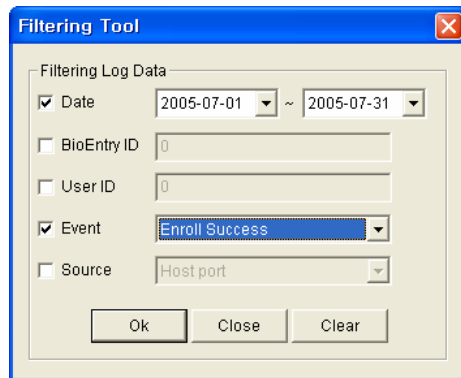 Filtering Tool
Filtering Log Data
Date 2005-07-01 ~ 2005-07-31
BioEntry ID 0
User ID 0
Event Enroll Success
Source Host port
Ok Close Clear